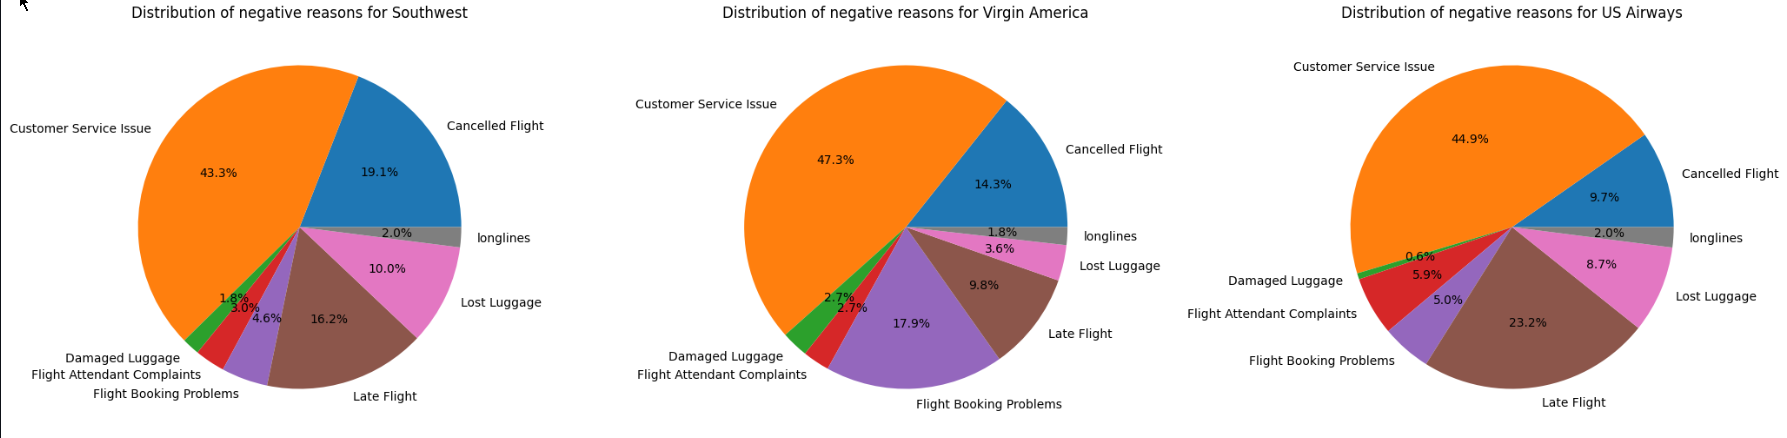 Distribution of negative reasons for Southwest
Customer Service Issue
Cancelled Flight
43.3%
19.1%
2.0%
longlines
10.0%
Lost Luggage
1.8%
3.0%
4.6%
16.2%
Damaged Luggage
Flight Attendant Complaints
Flight Booking Problems
Late Flight
Distribution of negative reasons for Virgin America
Customer Service Issue
Cancelled Flight
47.3%
14.3%
1.8%
longlines
3.6%
Lost Luggage
9.8%
2.7%
2.7%
17.9%
Late Flight
Damaged Luggage
Flight Attendant Complaints
Flight Booking Problems
Distribution of negative reasons for US Airways
Customer Service Issue
44.9%
Cancelled Flight
9.7%
2.0%
longlines
0.6%
8.7%
5.9%
Damaged Luggage
Lost Luggage
5.0%
Flight Attendant Complaints
23.2%
Flight Booking Problems
Late Flight